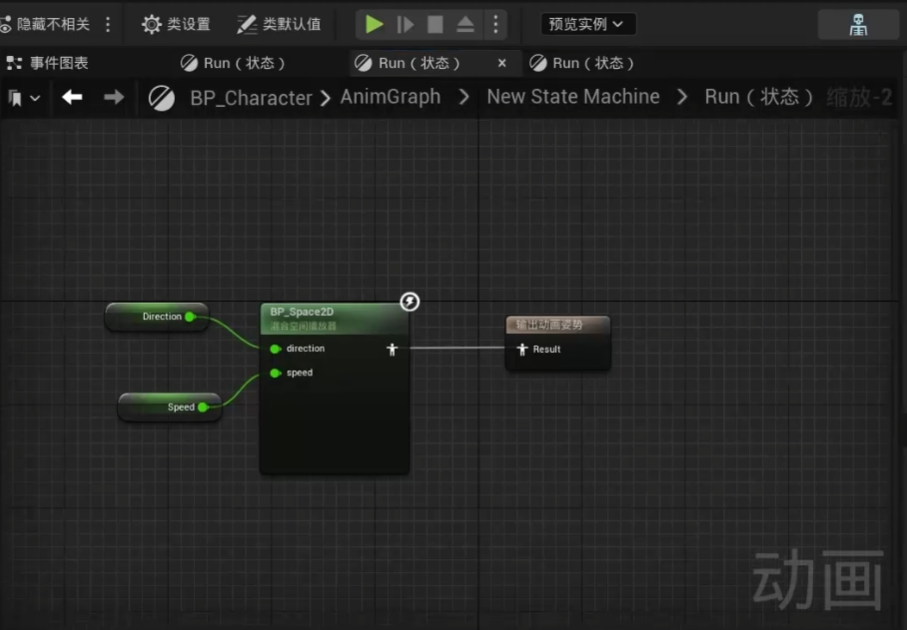 隐藏不相关 类设置 类默认值 预览实例
事件图表 Run（状态） Run（状态） × Run（状态）
BP_Character > AnimGraph > New State Machine > Run（状态） 缩放-2
Direction
BP_Space2D
混合空间播放器
direction
speed
Speed
输出动画姿势
Result
动画